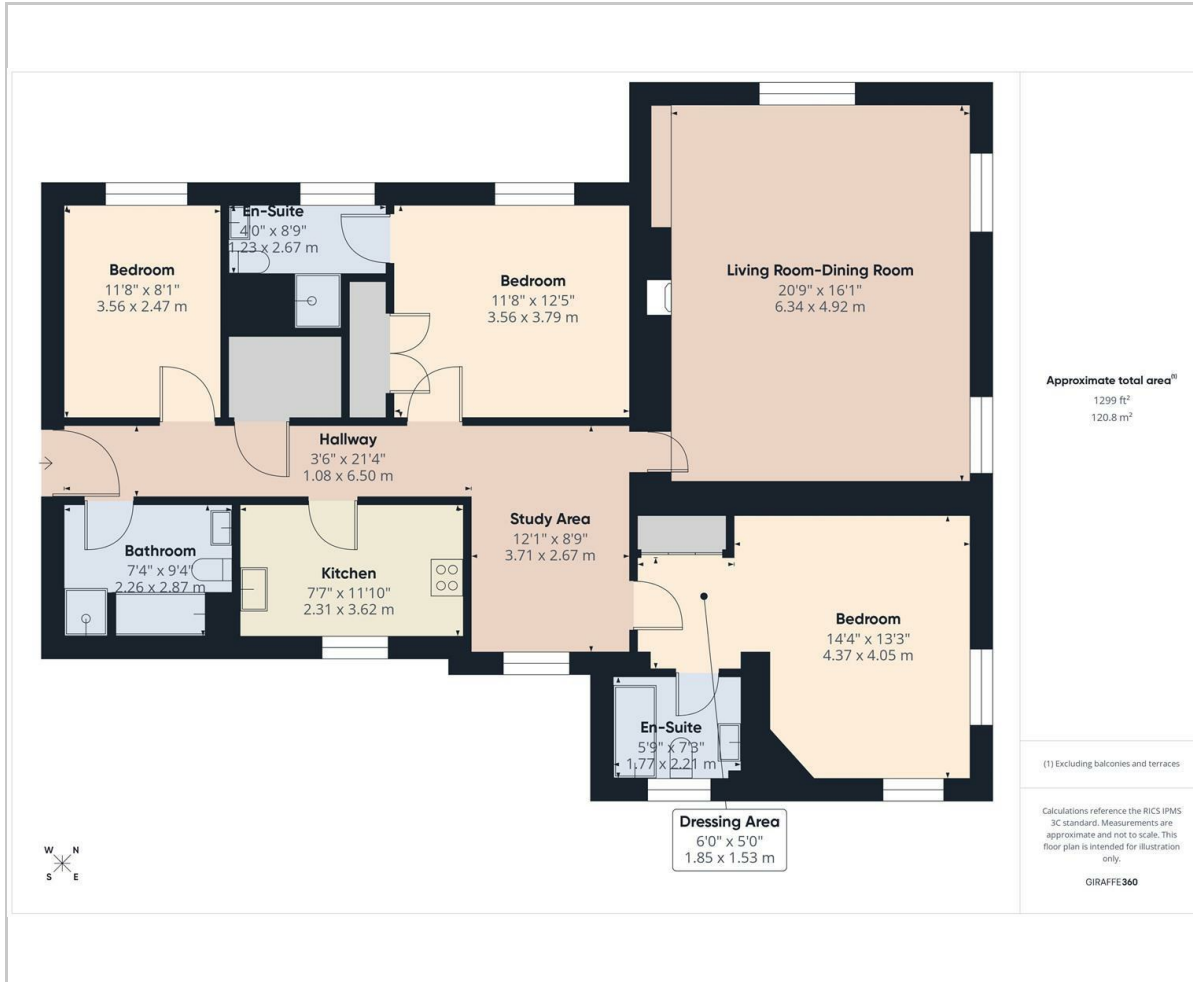 En-Suite
4'0" x 8'9"
1.23 x 2.67 m
Bedroom
11'8" x 8'1"
3.56 x 2.47 m
Bedroom
11'8" x 12'5"
3.56 x 3.79 m
Living Room-Dining Room
20'9" x 16'1"
6.34 x 4.92 m
Hallway
3'6" x 21'4"
1.08 x 6.50 m
Study Area
12'1" x 8'9"
3.71 x 2.67 m
Bathroom
7'4" x 9'4"
2.26 x 2.87 m
Kitchen
7'7" x 11'10"
2.31 x 3.62 m
Bedroom
14'4" x 13'3"
4.37 x 4.05 m
En-Suite
5'9" x 7'3"
1.77 x 2.21 m
Dressing Area
6'0" x 5'0"
1.85 x 1.53 m
W N
S E
Approximate total area(1)
1299 ft²
120.8 m²
(1) Excluding balconies and terraces
Calculations reference the RICS IPMS
3C standard. Measurements are
approximate and not to scale. This
floor plan is intended for illustration
only.
GIRAFFE360